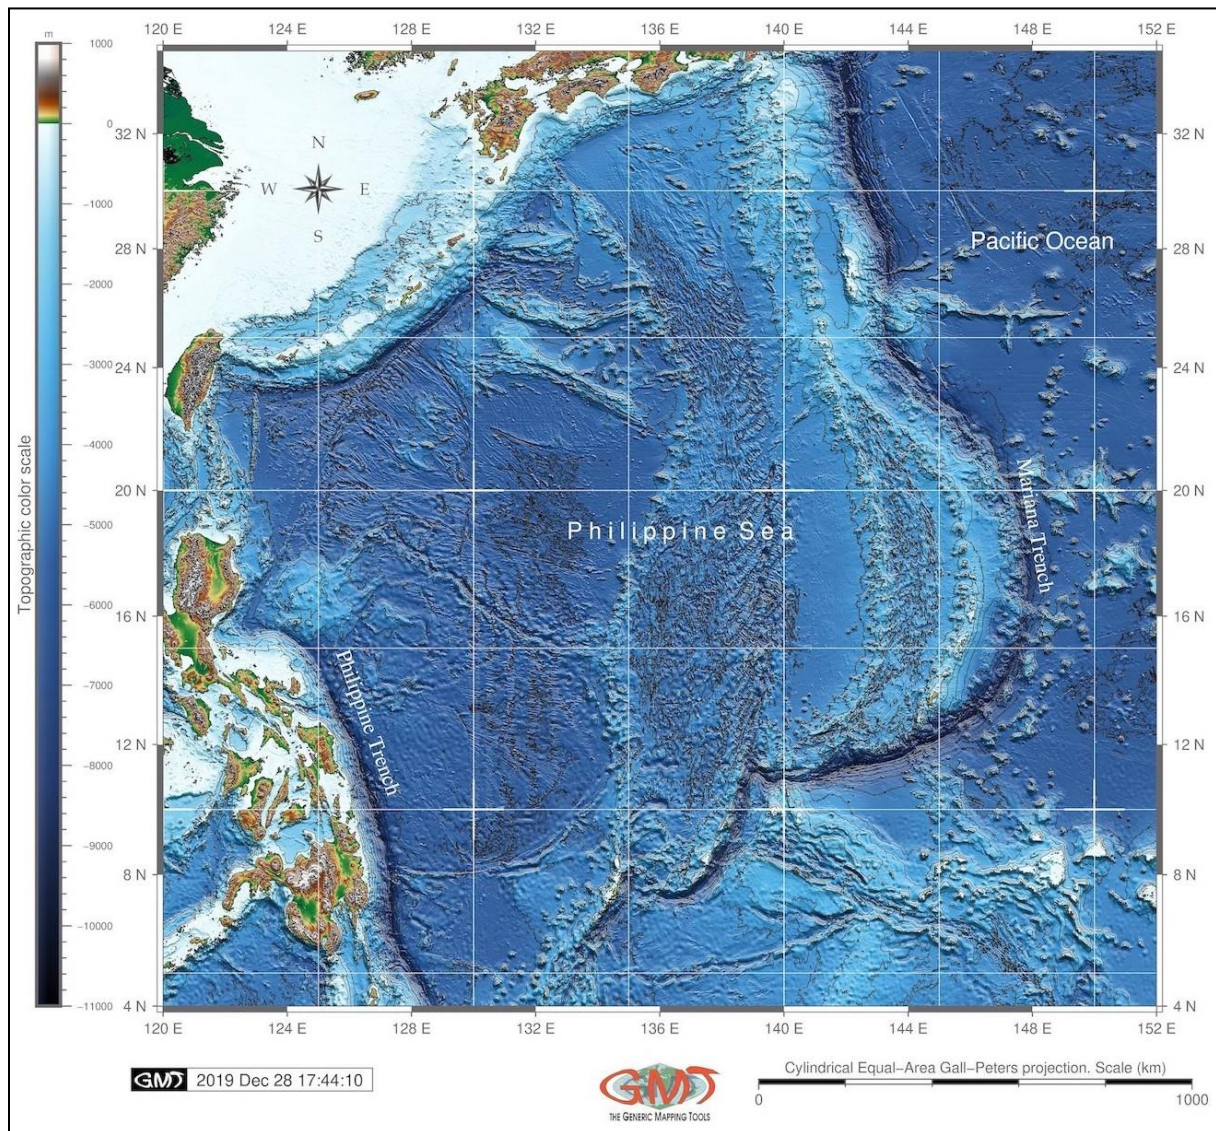 120 E 124 E 128 E 132 E 136 E 140 E 144 E 148 E 152 E
m
1000
0
−1000
−2000
−3000
−4000
−5000
−6000
−7000
−8000
−9000
−10000
−11000
Topographic color scale
32 N
28 N
24 N
20 N
16 N
12 N
8 N
4 N
N
W E
S
Pacific Ocean
Philippine Sea
Mariana Trench
Philippine Trench
32 N
28 N
24 N
20 N
16 N
12 N
8 N
4 N
120 E 124 E 128 E 132 E 136 E 140 E 144 E 148 E 152 E
GMT 2019 Dec 28 17:44:10
GMT
THE GENERIC MAPPING TOOLS
Cylindrical Equal−Area Gall−Peters projection. Scale (km)
0 1000